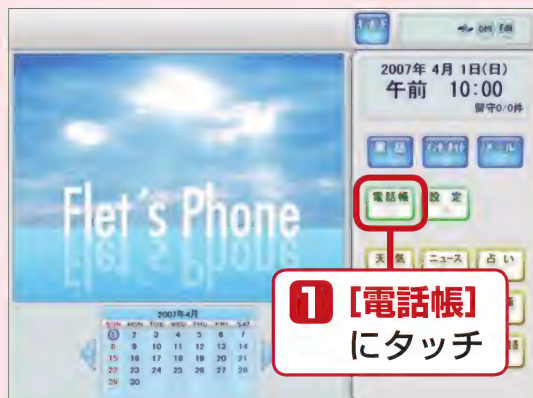 2007年 4月 1日(日)
午前 10:00
留守0/0件
電話
インターネット
メール
電話帳
設定
天気
ニュース
占い
Flet's Phone
1 [電話帳]
にタッチ
2007年4月
SUN MON TUE WED THU FRI SAT
1 2 3 4 5 6 7
8 9 10 11 12 13 14
15 16 17 18 19 20 21
22 23 24 25 26 27 28
29 30